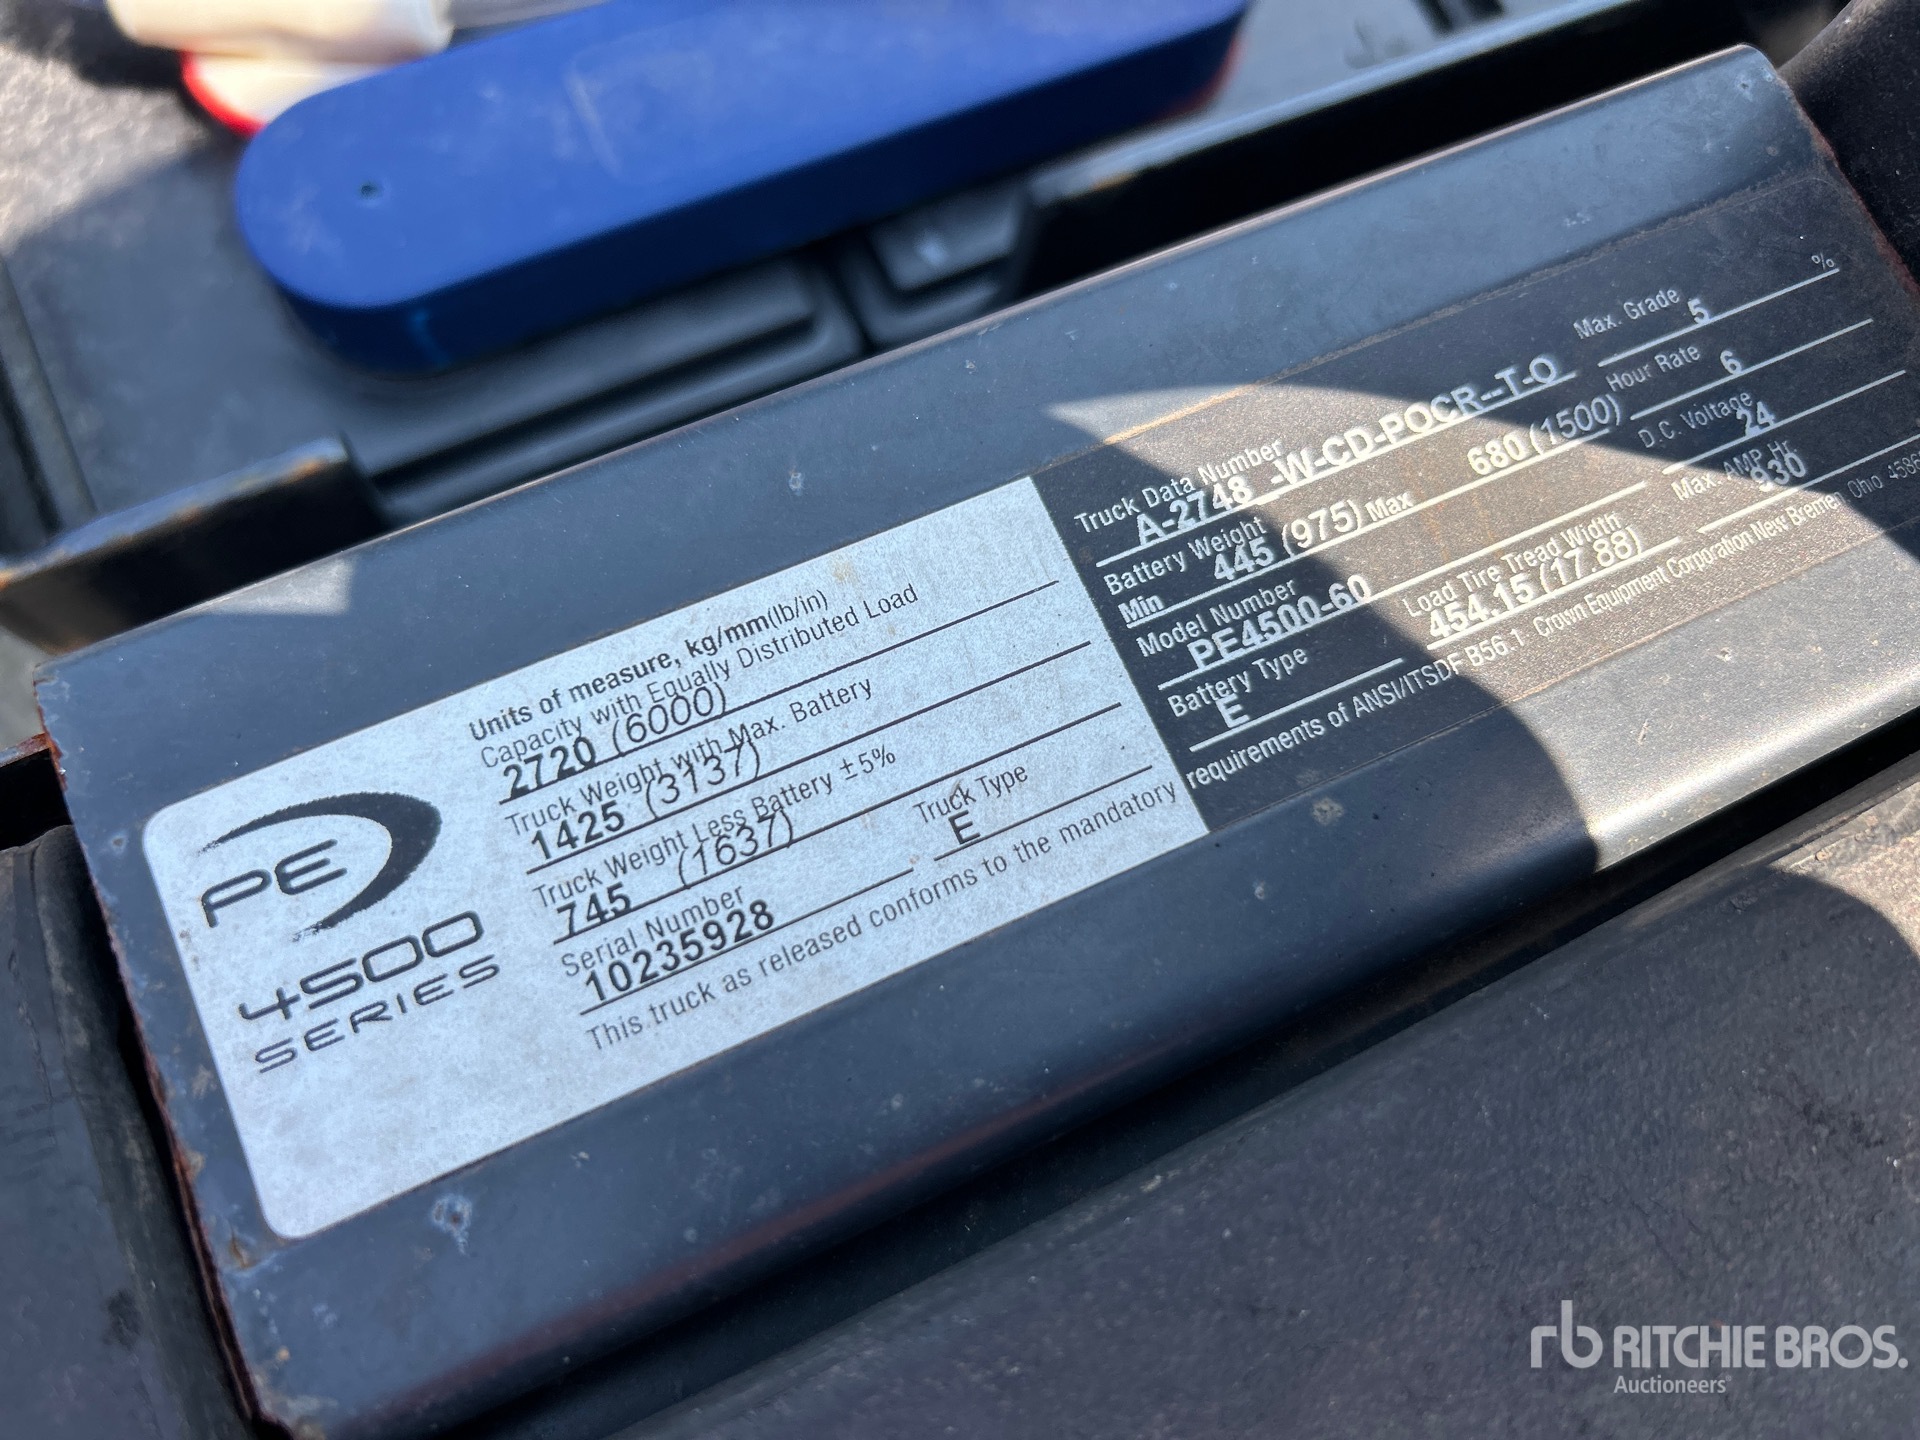 PE
4500
SERIES
Units of measure, kg/mm(lb/in)
Capacity with Equally Distributed Load
2720 (6000)
Truck Weight with Max. Battery
1425 (3137)
Truck Weight Less Battery ±5%
745 (1637)
Serial Number Truck Type
10235928 E
This truck as released conforms to the mandatory requirements of ANSI/ITSDF B56.1 Crown Equipment Corporation New Bremen, Ohio
Truck Data Number Max. Grade
A-2748 -W-CD-POCR--T-O 5 %
Battery Weight Hour Rate
Min 445 (975) Max 680 (1500) 6
Model Number D.C. Voltage
PE4500-60 24
Battery Type Load Tire Tread Width Max. AMP Hr.
E 454.15 (17.88) 930
rb RITCHIE BROS.
Auctioneers